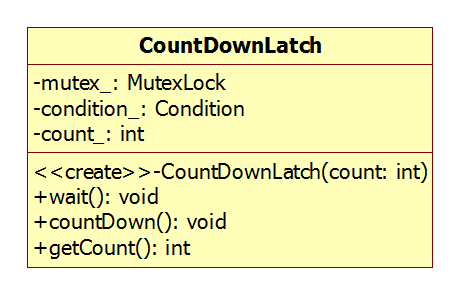 CountDownLatch
-mutex_: MutexLock
-condition_: Condition
-count_: int
<<create>>-CountDownLatch(count: int)
+wait(): void
+countDown(): void
+getCount(): int